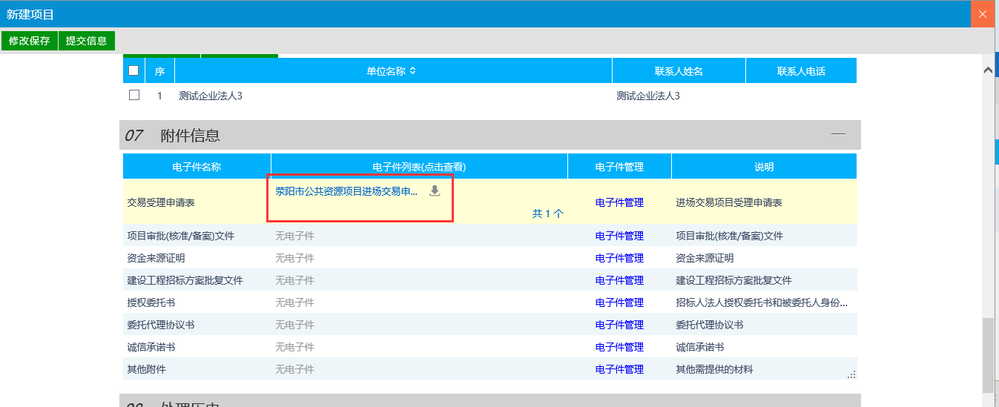 新建项目
修改保存 提交信息
序 单位名称 联系人姓名 联系人电话
1 测试企业法人3 测试企业法人3
07 附件信息
电子件名称 电子件列表(点击查看) 电子件管理 说明
交易受理申请表 荥阳市公共资源项目进场交易申... 共 1 个 电子件管理 进场交易项目受理申请表
项目审批(核准/备案)文件 无电子件 电子件管理 项目审批(核准/备案)文件
资金来源证明 无电子件 电子件管理 资金来源证明
建设工程招标方案批复文件 无电子件 电子件管理 建设工程招标方案批复文件
授权委托书 无电子件 电子件管理 招标人法人授权委托书和被委托人身份...
委托代理协议书 无电子件 电子件管理 委托代理协议书
诚信承诺书 无电子件 电子件管理 诚信承诺书
其他附件 无电子件 电子件管理 其他需提供的材料
08 处理历史